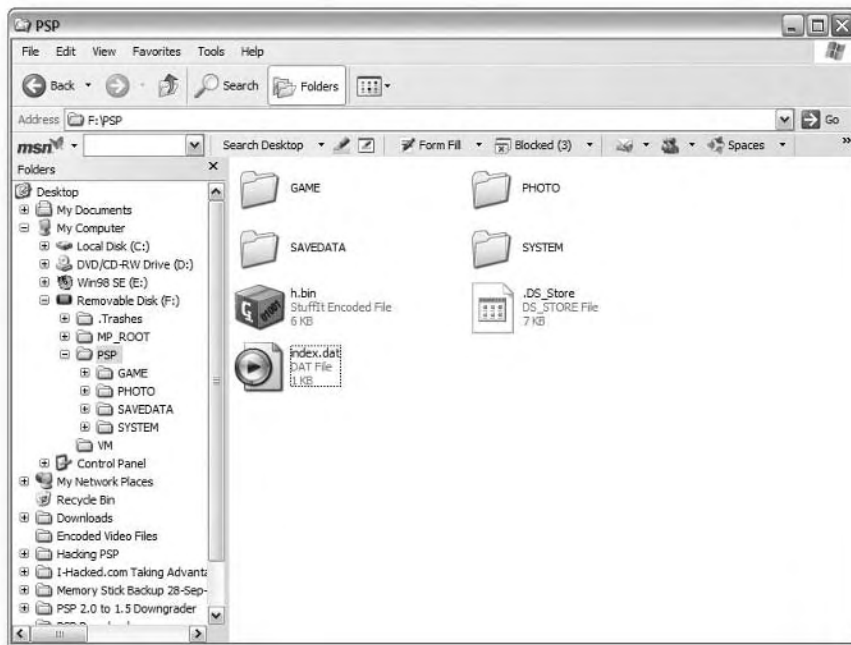 PSP
File Edit View Favorites Tools Help
Back Search Folders
Address F:\PSP Go
msn Search Desktop Form Fill Blocked (3) Spaces »
Folders x
Desktop
My Documents
My Computer
Local Disk (C:)
DVD/CD-RW Drive (D:)
Win98 SE (E:)
Removable Disk (F:)
.Trashes
MP_ROOT
PSP
GAME
PHOTO
SAVEDATA
SYSTEM
VM
Control Panel
My Network Places
Recycle Bin
Downloads
Encoded Video Files
Hacking PSP
I-Hacked.com Taking Advanta
Memory Stick Backup 28-Sep-
PSP 2.0 to 1.5 Downgrader
GAME
PHOTO
SAVEDATA
SYSTEM
h.bin
StuffIt Encoded File
6 KB
.DS_Store
DS_STORE File
7 KB
index.dat
DAT File
1 KB